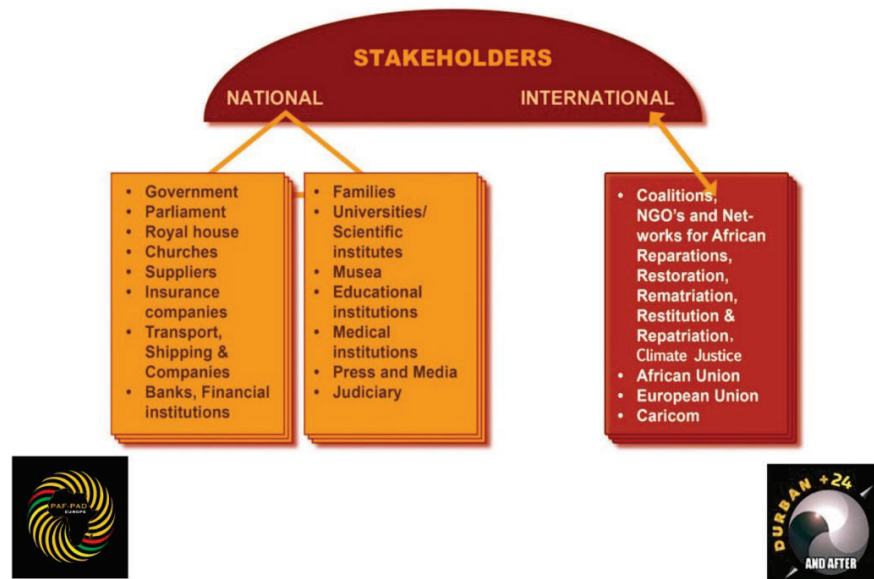 STAKEHOLDERS
NATIONAL
INTERNATIONAL
• Government
• Parliament
• Royal house
• Churches
• Suppliers
• Insurance
companies
• Transport,
Shipping &
Companies
• Banks, Financial
institutions
• Families
• Universities/
Scientific
institutes
• Musea
• Educational
institutions
• Medical
institutions
• Press and Media
• Judiciary
• Coalitions,
NGO's and Net-
works for African
Reparations,
Restoration,
Rematriation,
Restitution &
Repatriation,
Climate Justice
• African Union
• European Union
• Caricom
PAF-PAD
EUROPE
DURBAN +24
AND AFTER